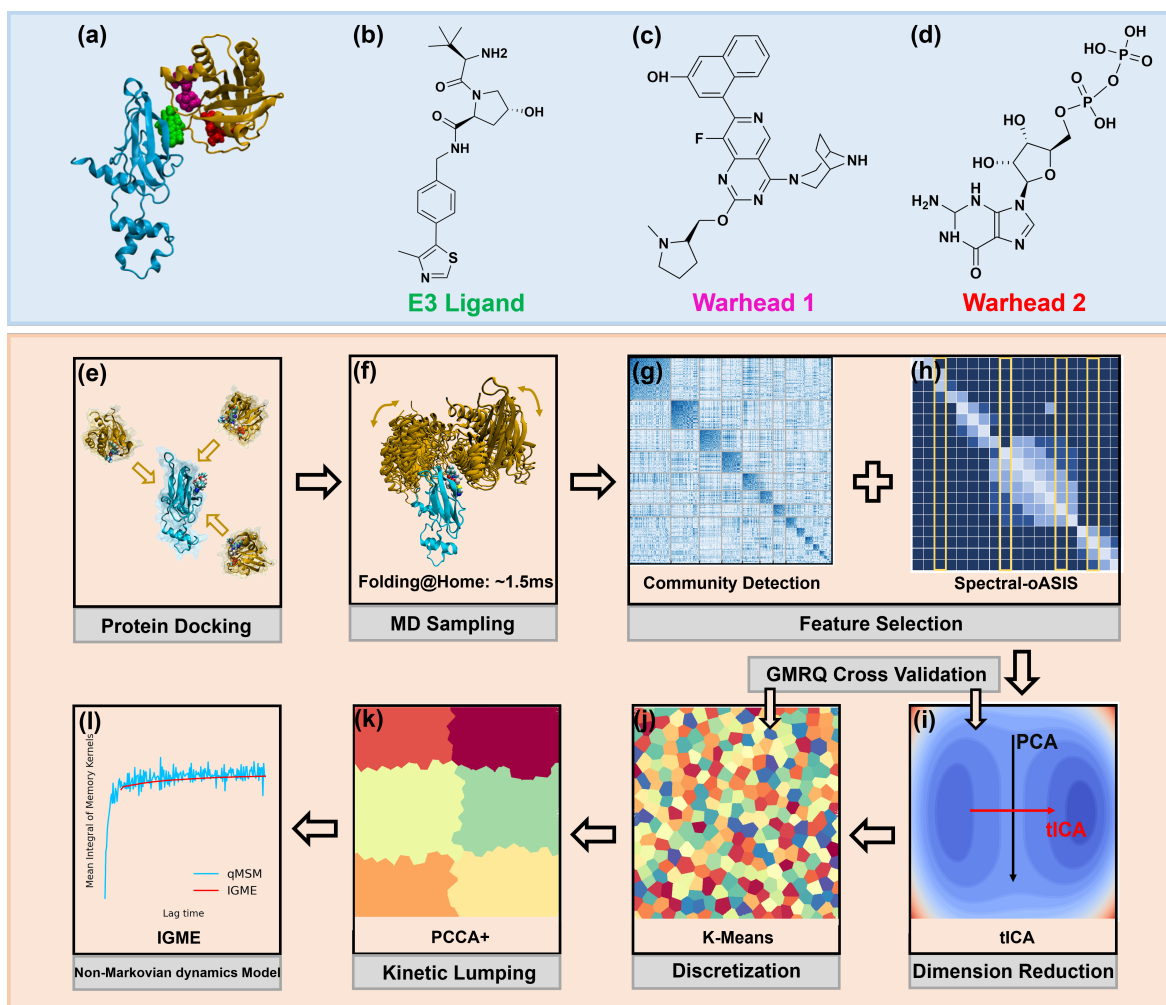 (a)
(b)
(c)
(d)
NH2
O
N
OH
O
NH
S
N
E3 Ligand
OH
N
F
N
N
N
NH
O
N
Warhead 1
OH
HO
P
O
O
O
P
O
OH
HO
HO
O
H2N
H
N
N
NH
N
O
Warhead 2
(e)
Protein Docking
(f)
Folding@Home: ~1.5ms
MD Sampling
(g)
Community Detection
(h)
Spectral-oASIS
Feature Selection
GMRQ Cross Validation
(l)
Mean Integral of Memory Kernels
qMSM
IGME
Lag time
IGME
Non-Markovian dynamics Model
(k)
PCCA+
Kinetic Lumping
(j)
K-Means
Discretization
(i)
PCA
tICA
tICA
Dimension Reduction